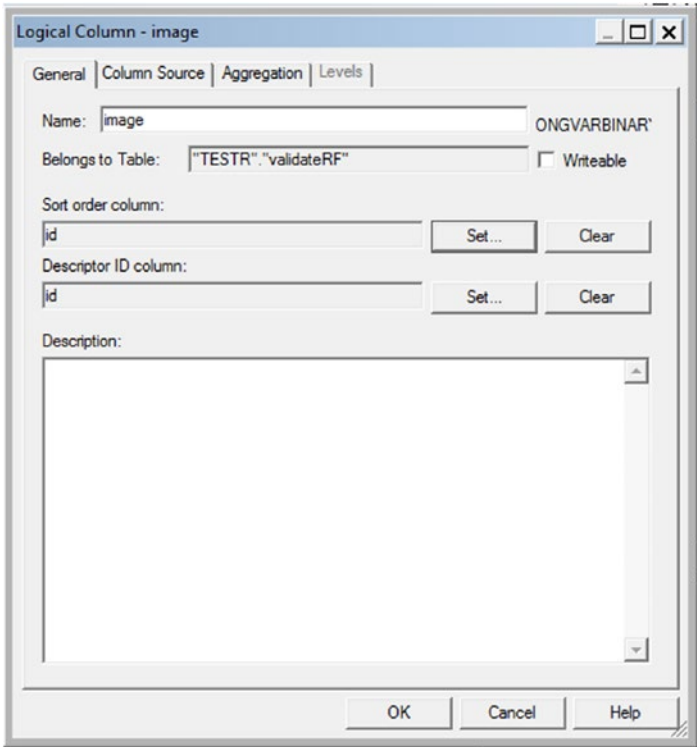 Logical Column - image
General Column Source Aggregation Levels
Name: image ONGVARBINAR
Belongs to Table: "TESTR"."validateRF" Writeable
Sort order column:
id Set... Clear
Descriptor ID column:
id Set... Clear
Description:
OK Cancel Help